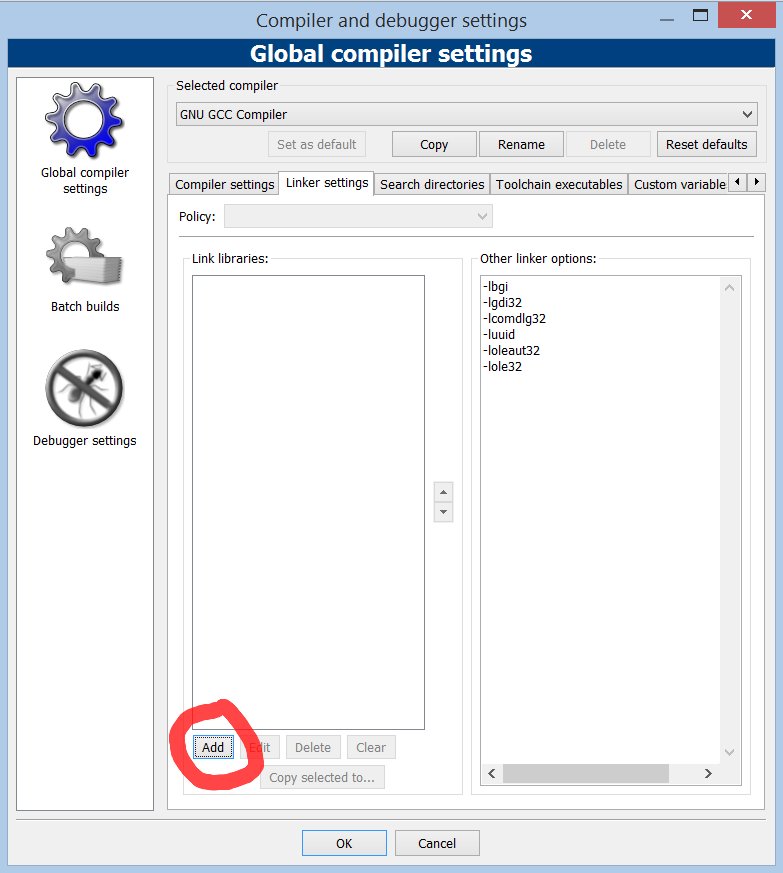 Compiler and debugger settings
Global compiler settings
Global compiler
settings
Batch builds
Debugger settings
Selected compiler
GNU GCC Compiler
Set as default Copy Rename Delete Reset defaults
Compiler settings Linker settings Search directories Toolchain executables Custom variable
Policy:
Link libraries:
Add Edit Delete Clear
Copy selected to...
Other linker options:
-lbgi
-lgdi32
-lcomdlg32
-luuid
-loleaut32
-lole32
OK Cancel